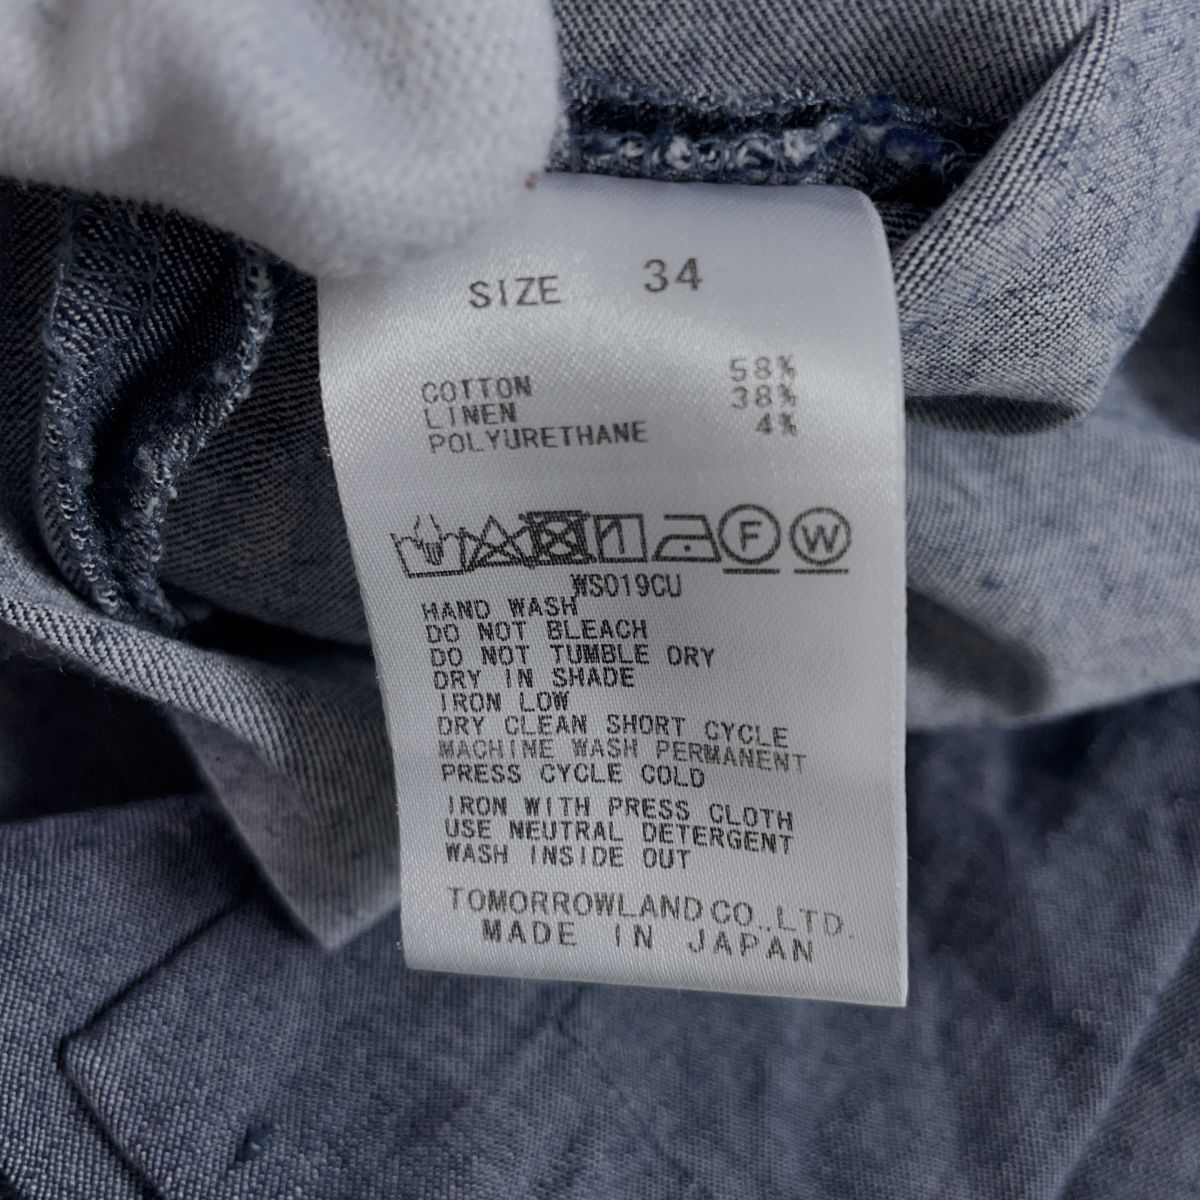 SIZE 34
COTTON 58%
LINEN 38%
POLYURETHANE 4%
F W
WS019CU
HAND WASH
DO NOT BLEACH
DO NOT TUMBLE DRY
DRY IN SHADE
IRON LOW
DRY CLEAN SHORT CYCLE
MACHINE WASH PERMANENT
PRESS CYCLE COLD
IRON WITH PRESS CLOTH
USE NEUTRAL DETERGENT
WASH INSIDE OUT
TOMORROWLAND CO.,LTD.
MADE IN JAPAN